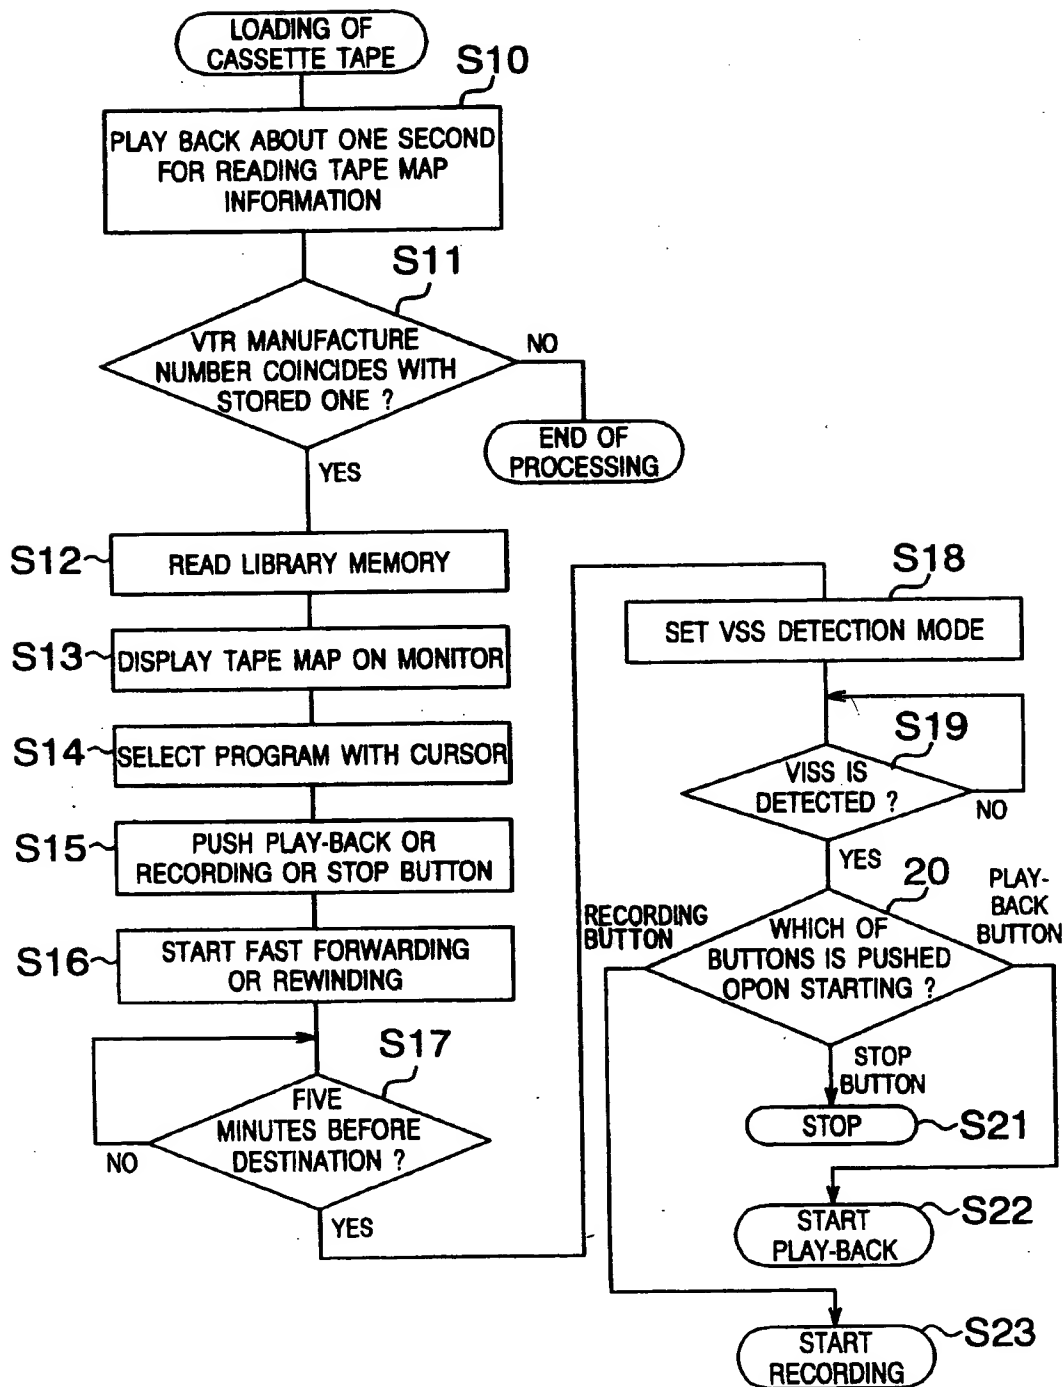 LOADING OF
CASSETTE TAPE
S10
PLAY BACK ABOUT ONE SECOND
FOR READING TAPE MAP
INFORMATION
S11
VTR MANUFACTURE
NUMBER COINCIDES WITH
STORED ONE ?
NO
END OF
PROCESSING
YES
S12
READ LIBRARY MEMORY
S13
DISPLAY TAPE MAP ON MONITOR
S14
SELECT PROGRAM WITH CURSOR
S15
PUSH PLAY-BACK OR
RECORDING OR STOP BUTTON
S16
START FAST FORWARDING
OR REWINDING
S17
FIVE
MINUTES BEFORE
DESTINATION ?
NO
YES
S18
SET VSS DETECTION MODE
S19
VISS IS
DETECTED ?
NO
YES
20
RECORDING
BUTTON
WHICH OF
BUTTONS IS PUSHED
OPON STARTING ?
PLAY-
BACK
BUTTON
STOP
BUTTON
STOP
S21
START
PLAY-BACK
S22
START
RECORDING
S23